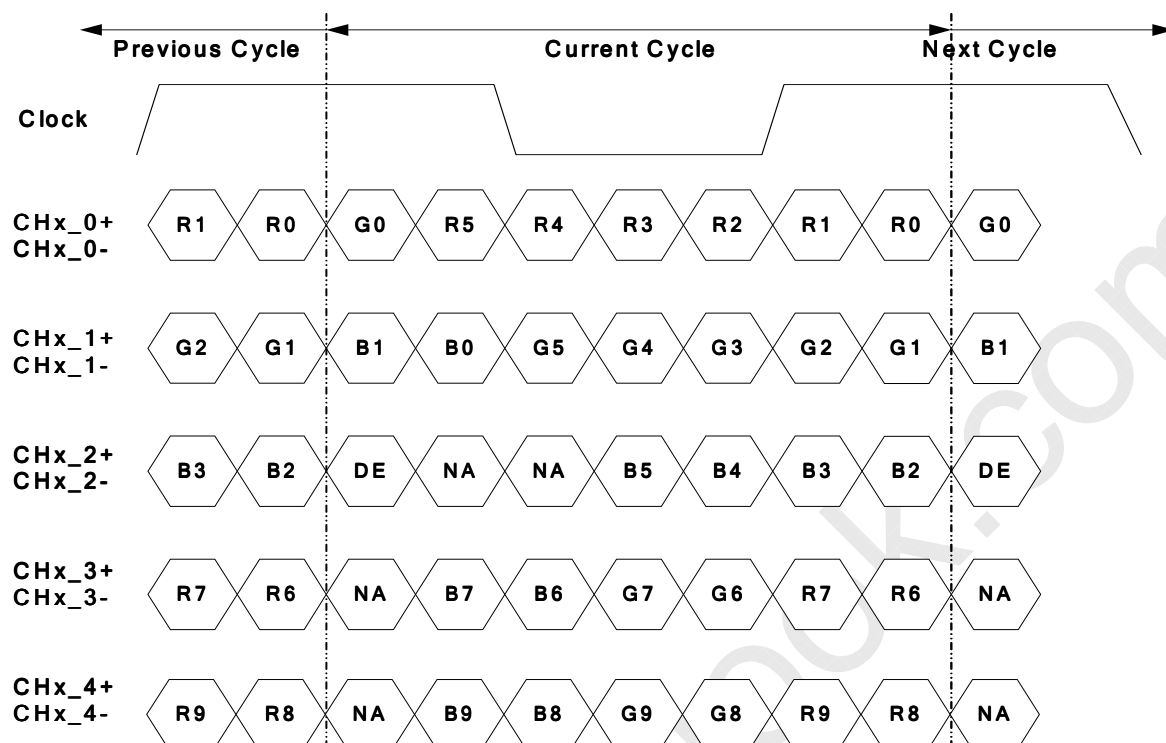 Previous Cycle Current Cycle Next Cycle
Clock
CHx_0+
CHx_0-
R1 R0 G0 R5 R4 R3 R2 R1 R0 G0
CHx_1+
CHx_1-
G2 G1 B1 B0 G5 G4 G3 G2 G1 B1
CHx_2+
CHx_2-
B3 B2 DE NA NA B5 B4 B3 B2 DE
CHx_3+
CHx_3-
R7 R6 NA B7 B6 G7 G6 R7 R6 NA
CHx_4+
CHx_4-
R9 R8 NA B9 B8 G9 G8 R9 R8 NA